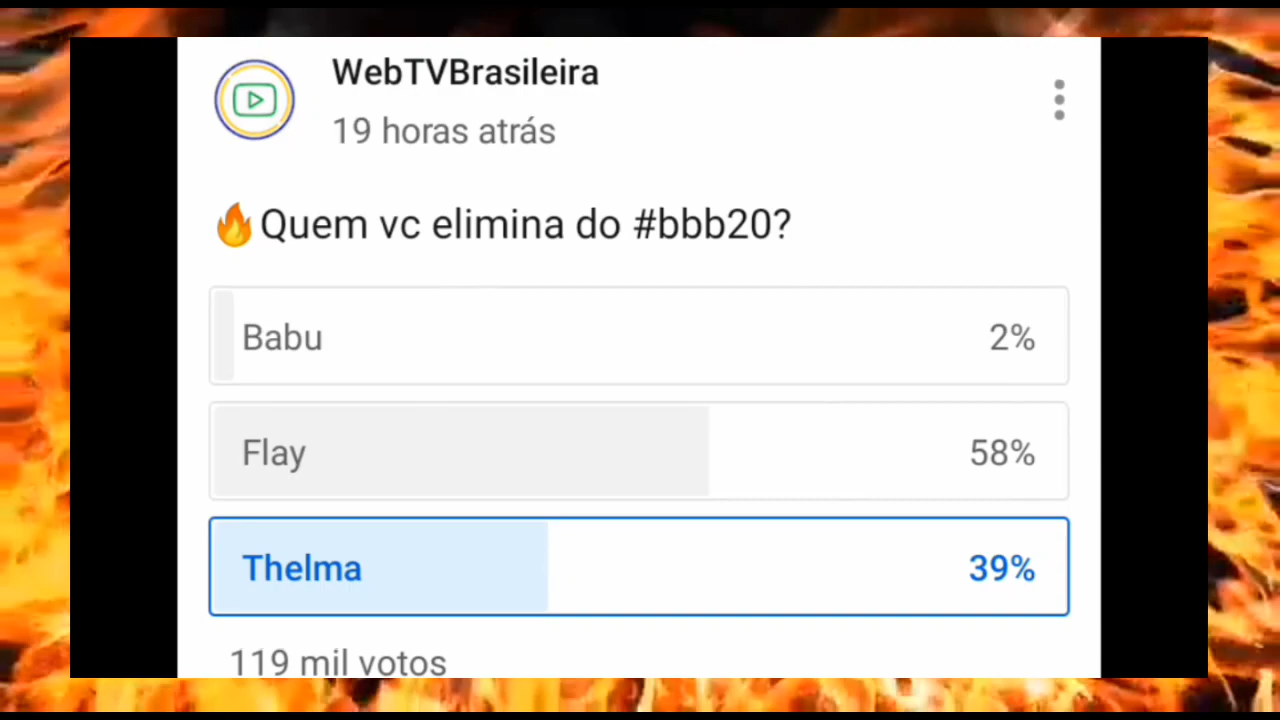 WebTVBrasileira
19 horas atrás
🔥Quem vc elimina do #bbb20?
Babu 2%
Flay 58%
Thelma 39%
119 mil votos